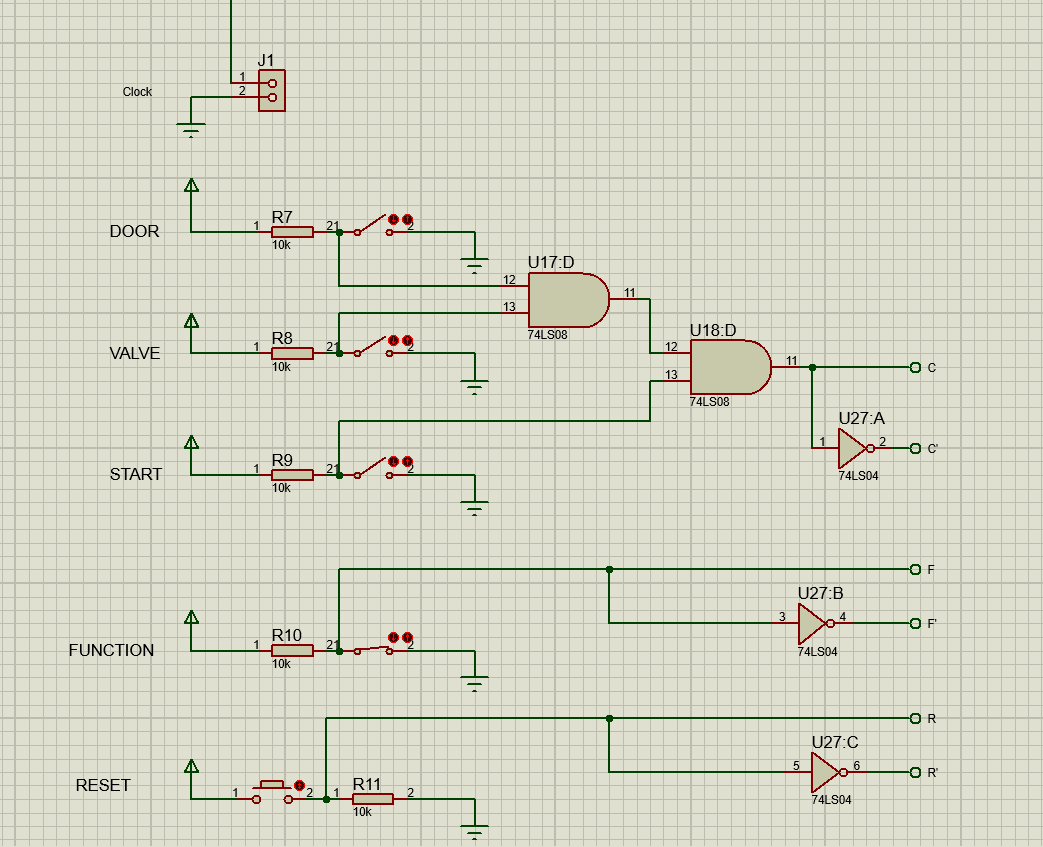 J1
1
Clock
2
DOOR
1
R7
10k
21
2
U17:D
12
13
11
74LS08
VALVE
1
R8
10k
21
2
U18:D
12
13
11
74LS08
C
U27:A
1
2
C'
74LS04
START
1
R9
10k
21
2
F
U27:B
3
4
F'
74LS04
FUNCTION
1
R10
10k
21
2
R
U27:C
5
6
R'
74LS04
RESET
1
2
1
R11
10k
2